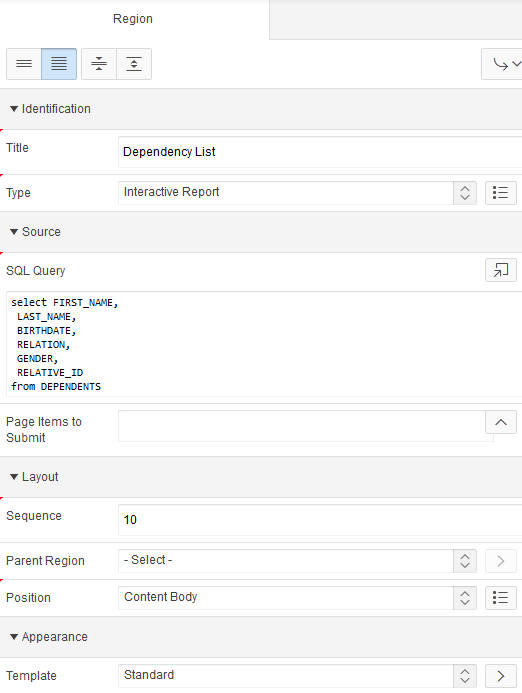 Region
Identification
Title
Dependency List
Type
Interactive Report
Source
SQL Query
select FIRST_NAME,
LAST_NAME,
BIRTHDATE,
RELATION,
GENDER,
RELATIVE_ID
from DEPENDENTS
Page Items to
Submit
Layout
Sequence
10
Parent Region
- Select -
Position
Content Body
Appearance
Template
Standard